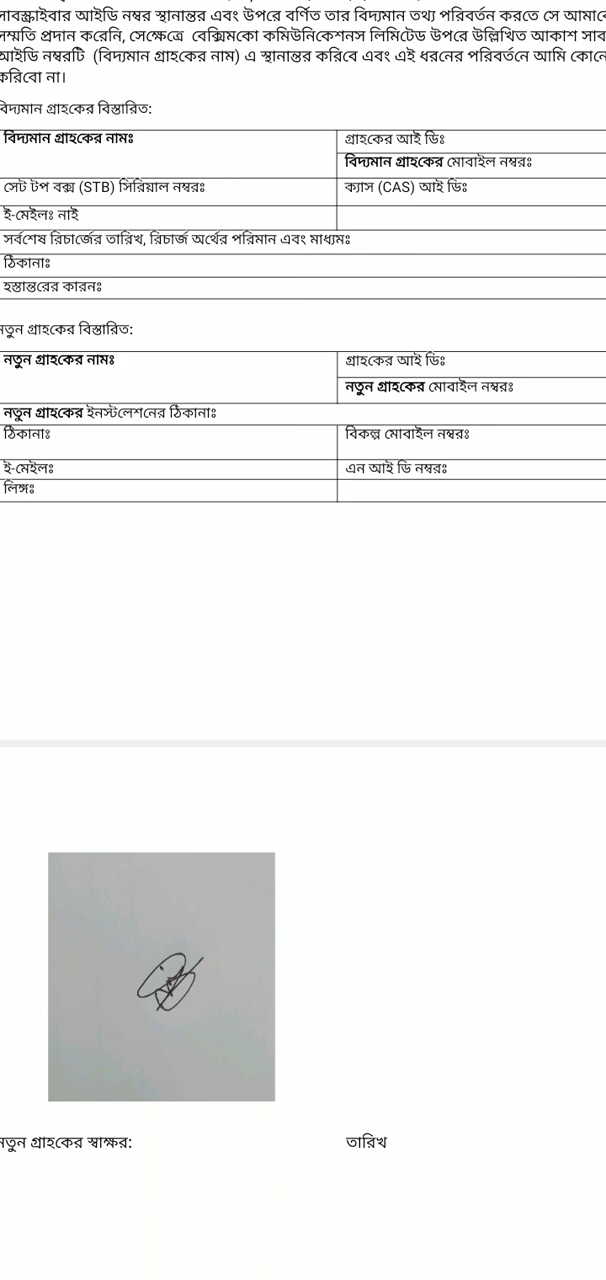 সাবস্ক্রাইবার আইডি নম্বর স্থানান্তর এবং উপরে বর্ণিত তার বিদ্যমান তথ্য পরিবর্তন করতে সে
সম্মতি প্রদান করেনি, সেক্ষেত্রে বেক্সিমকো কমিউনিকেশনস লিমিটেড উপরে উল্লিখিত আকাশ
আইডি নম্বরটি (বিদ্যমান গ্রাহকের নাম) এ স্থানান্তর করিবে এবং এই ধরনের পরিবর্তনে আমি
করিবো না।
বিদ্যমান গ্রাহকের বিস্তারিত:
বিদ্যমান গ্রাহকের নামঃ
গ্রাহকের আই ডিঃ
বিদ্যমান গ্রাহকের মোবাইল নম্বরঃ
সেট টপ বক্স (STB) সিরিয়াল নম্বরঃ
ক্যাস (CAS) আই ডিঃ
ই-মেইলঃ নাই
সর্বশেষ রিচার্জের তারিখ, রিচার্জ অর্থের পরিমান এবং মাধ্যমঃ
ঠিকানাঃ
হস্তান্তরের কারনঃ
নতুন গ্রাহকের বিস্তারিত:
নতুন গ্রাহকের নামঃ
গ্রাহকের আই ডিঃ
নতুন গ্রাহকের মোবাইল নম্বরঃ
নতুন গ্রাহকের ইনস্টলেশনের ঠিকানাঃ
ঠিকানাঃ
বিকল্প মোবাইল নম্বরঃ
ই-মেইলঃ
এন আই ডি নম্বরঃ
লিঙ্গঃ
নতুন গ্রাহকের স্বাক্ষর:
তারিখ